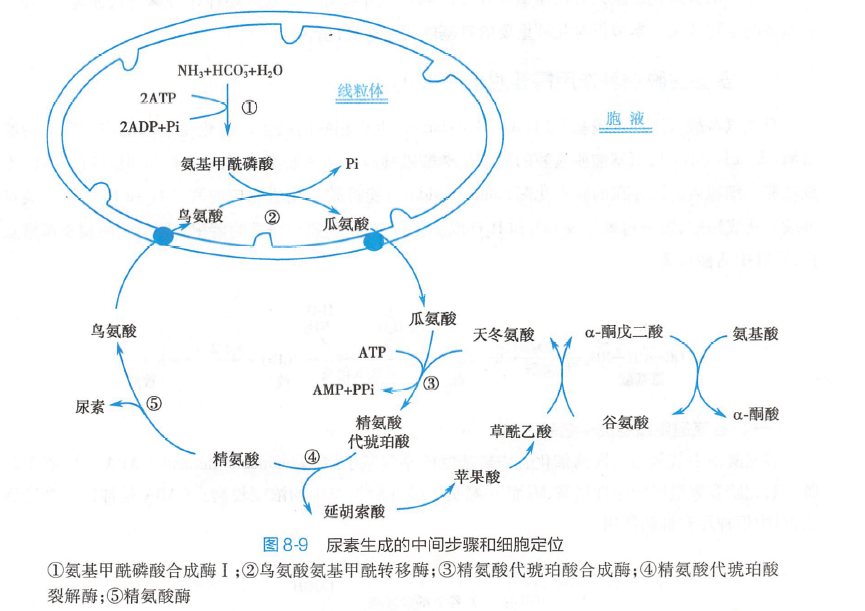 NH₃+HCO₃⁻+H₂O
线粒体
2ATP
①
胞液
2ADP+Pi
氨基甲酰磷酸
Pi
鸟氨酸
②
瓜氨酸
鸟氨酸
瓜氨酸
天冬氨酸
α-酮戊二酸
氨基酸
ATP
AMP+PPi
③
尿素
⑤
精氨酸
代琥珀酸
草酰乙酸
谷氨酸
α-酮酸
精氨酸
④
苹果酸
延胡索酸
图 8-9 尿素生成的中间步骤和细胞定位
①氨基甲酰磷酸合成酶Ⅰ;②鸟氨酸氨基甲酰转移酶;③精氨酸代琥珀酸合成酶;④精氨酸代琥珀酸
裂解酶;⑤精氨酸酶